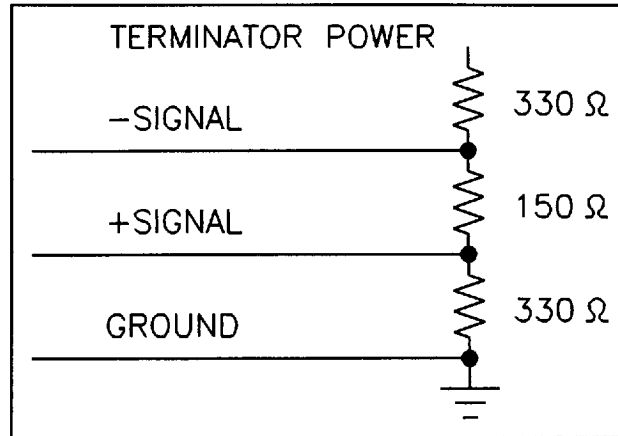 TERMINATOR POWER
330 Ω
−SIGNAL
150 Ω
+SIGNAL
330 Ω
GROUND